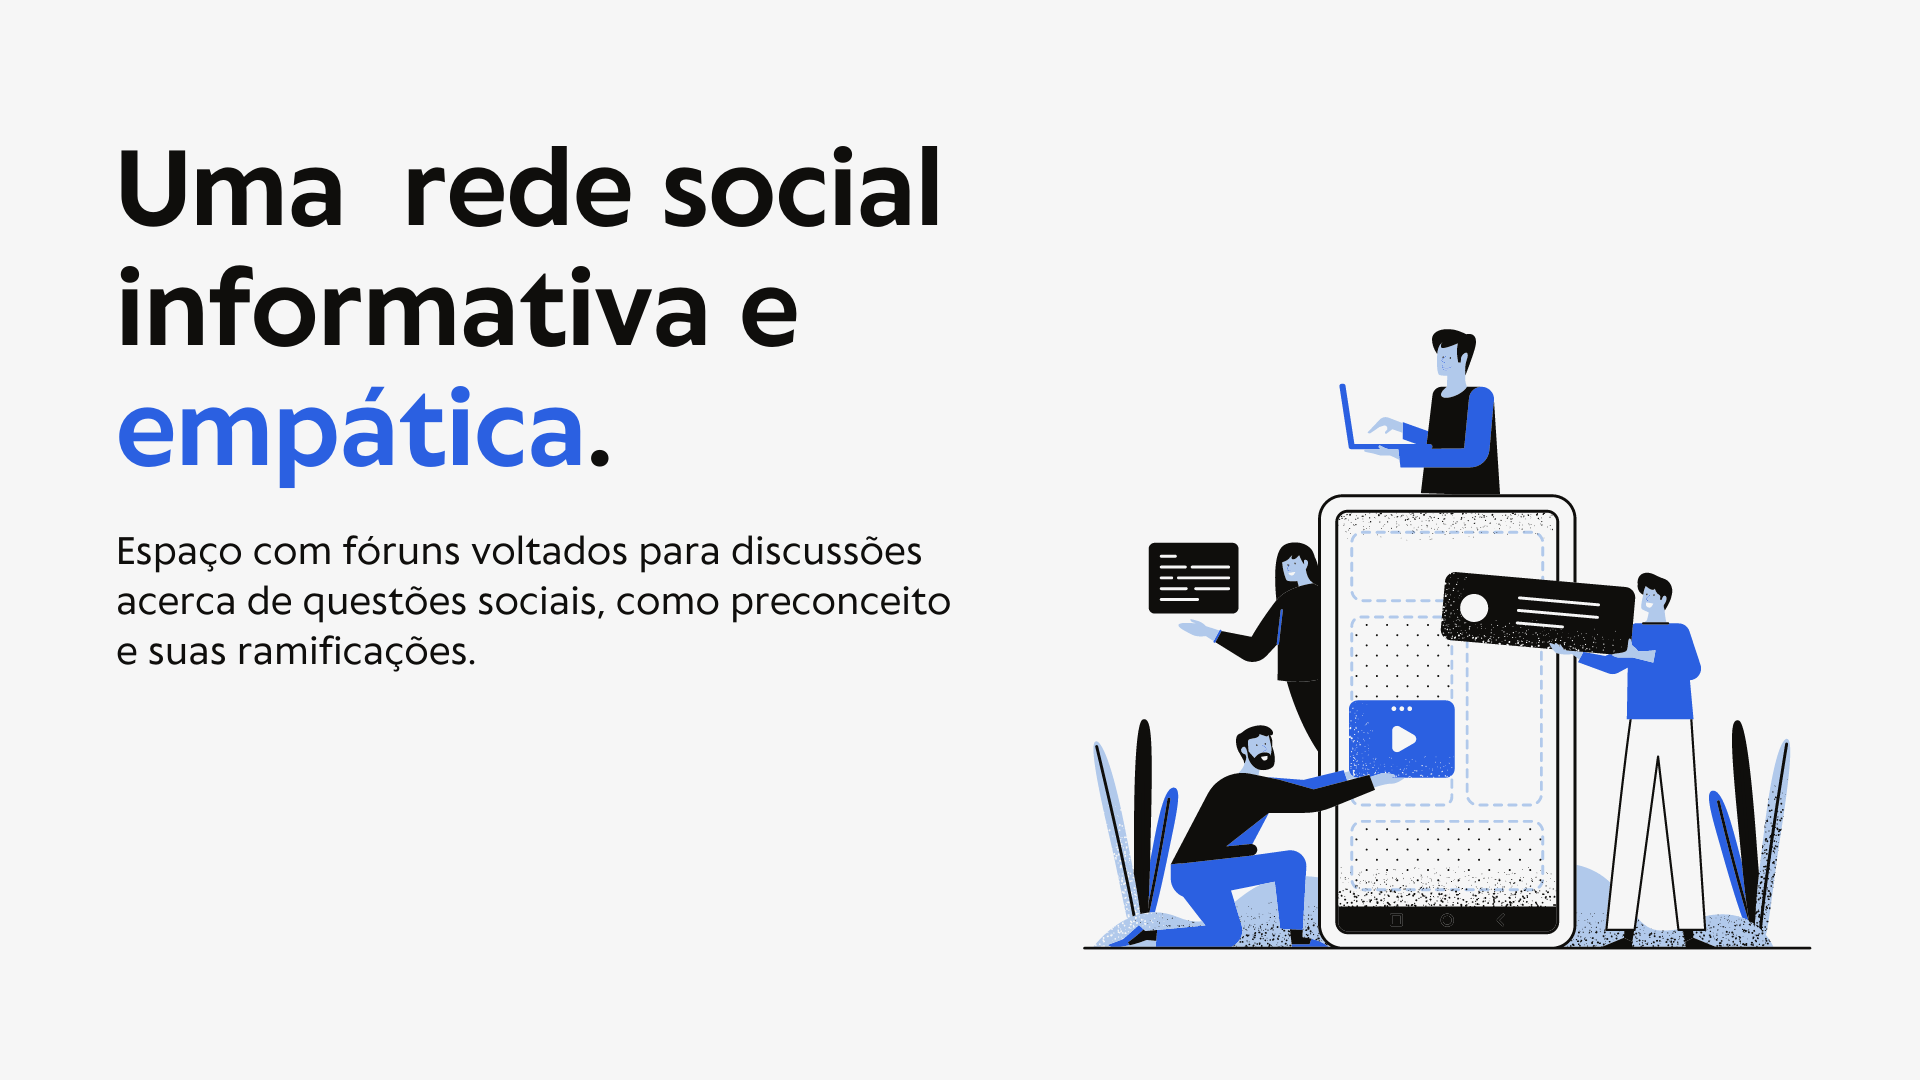 Uma  rede social
informativa e
empática.
Espaço com fóruns voltados para discussões
acerca de questões sociais, como preconceito
e suas ramificações.